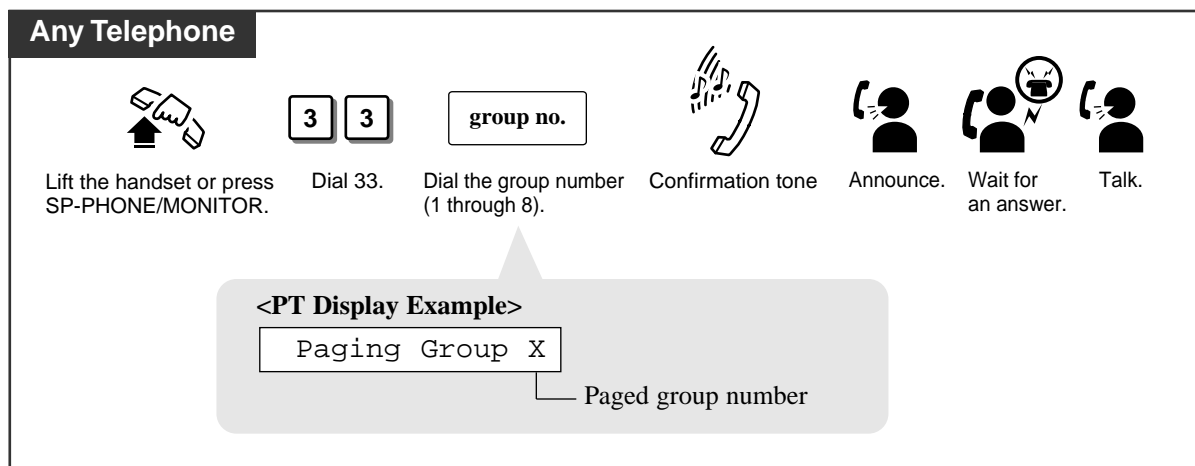 Any Telephone
3 3
group no.
Lift the handset or press
SP-PHONE/MONITOR.
Dial 33.
Dial the group number
(1 through 8).
Confirmation tone
Announce.
Wait for
an answer.
Talk.
<PT Display Example>
Paging Group X
Paged group number